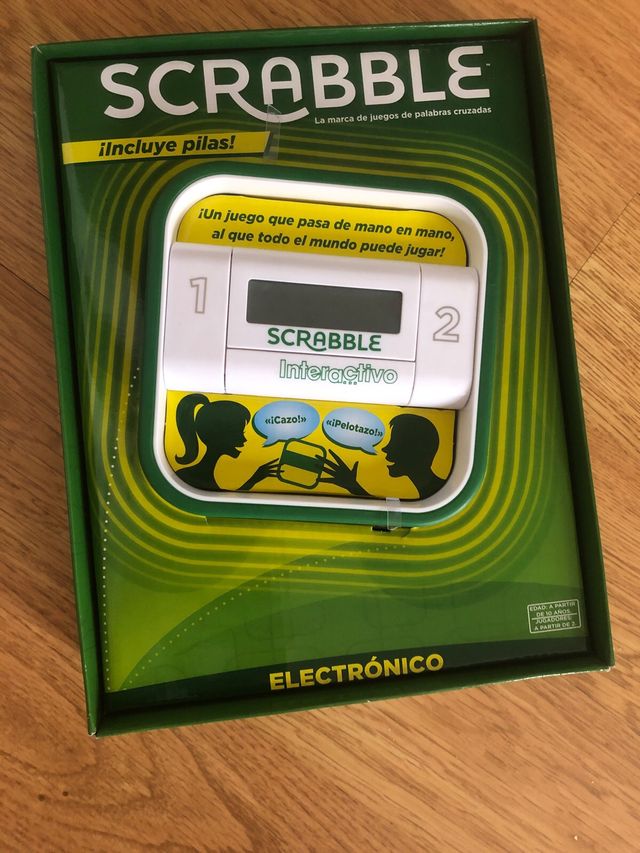 SCRABBLE™
La marca de juegos de palabras cruzadas
¡Incluye pilas!
¡Un juego que pasa de mano en mano,
al que todo el mundo puede jugar!
1
2
SCRABBLE
Interactivo
«¡Cazo!»
«¡Pelotazo!»
EDAD: A PARTIR
DE 10 AÑOS.
JUGADORES:
A PARTIR DE 2.
ELECTRÓNICO